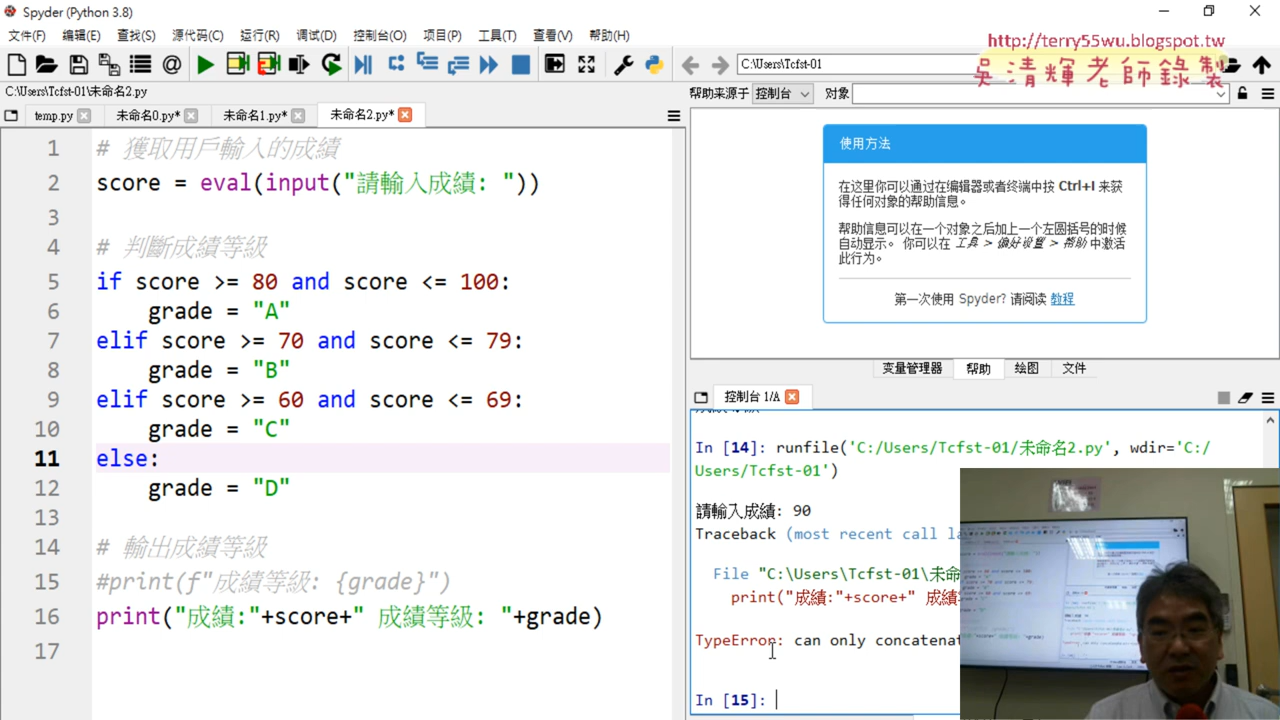 Spyder (Python 3.8)
文件(F) 编辑(E) 查找(S) 源代码(C) 运行(R) 调试(D) 控制台(O) 项目(P) 工具(T) 查看(V) 帮助(H)
http://terry55wu.blogspot.tw
吳清輝老師錄製
C:\Users\Tcfst-01
C:\Users\Tcfst-01\未命名2.py
帮助来源于 控制台 对象
temp.py 未命名0.py* 未命名1.py* 未命名2.py*
1 # 獲取用戶輸入的成績
2 score = eval(input("請輸入成績: "))
3
4 # 判斷成績等級
5 if score >= 80 and score <= 100:
6 grade = "A"
7 elif score >= 70 and score <= 79:
8 grade = "B"
9 elif score >= 60 and score <= 69:
10 grade = "C"
11 else:
12 grade = "D"
13
14 # 輸出成績等級
15 #print(f"成績等級: {grade}")
16 print("成績:"+score+" 成績等級: "+grade)
17
使用方法
在这里你可以通过在编辑器或者终端中按 Ctrl+I 来获
得任何对象的帮助信息。
帮助信息可以在一个对象之后加上一个左圆括号的时候
自动显示。 你可以在 工具 > 偏好设置 > 帮助 中激活
此行为。
第一次使用 Spyder? 请阅读 教程
变量管理器 帮助 绘图 文件
控制台 1/A
In [14]: runfile('C:/Users/Tcfst-01/未命名2.py', wdir='C:/
Users/Tcfst-01')
請輸入成績: 90
Traceback (most recent call la
File "C:\Users\Tcfst-01\未命
print("成績:"+score+" 成績
TypeError: can only concatenat
In [15]: